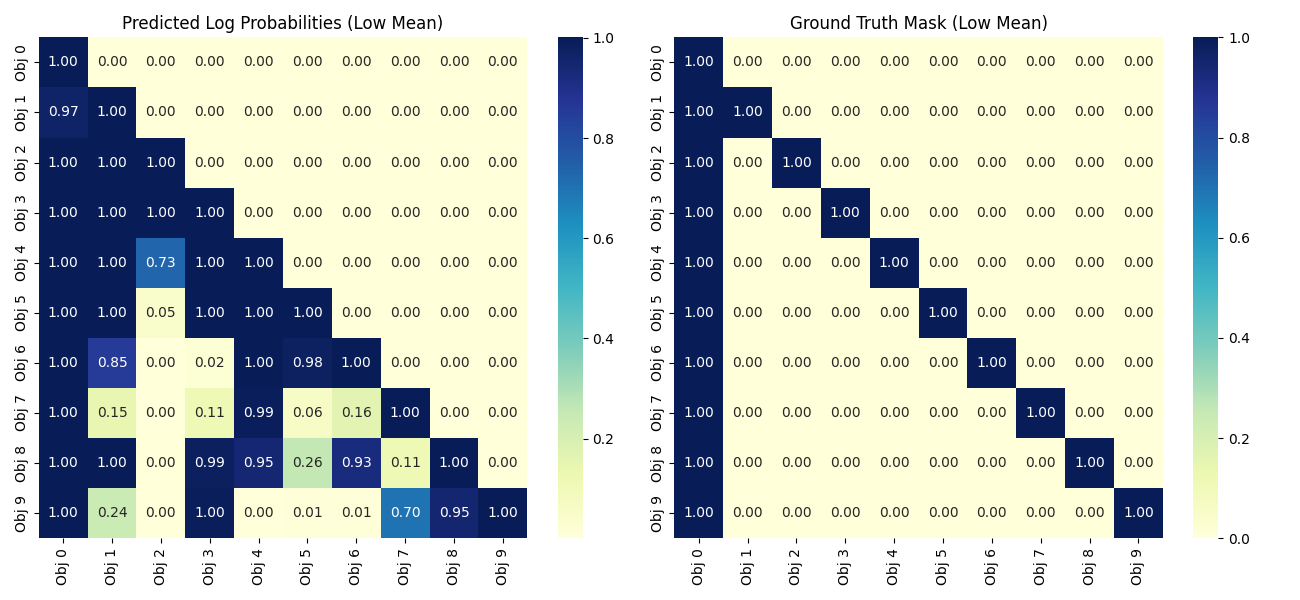 Predicted Log Probabilities (Low Mean)
Obj 0 1.00 0.00 0.00 0.00 0.00 0.00 0.00 0.00 0.00 0.00
Obj 1 0.97 1.00 0.00 0.00 0.00 0.00 0.00 0.00 0.00 0.00
Obj 2 1.00 1.00 1.00 0.00 0.00 0.00 0.00 0.00 0.00 0.00
Obj 3 1.00 1.00 1.00 1.00 0.00 0.00 0.00 0.00 0.00 0.00
Obj 4 1.00 1.00 0.73 1.00 1.00 0.00 0.00 0.00 0.00 0.00
Obj 5 1.00 1.00 0.05 1.00 1.00 1.00 0.00 0.00 0.00 0.00
Obj 6 1.00 0.85 0.00 0.02 1.00 0.98 1.00 0.00 0.00 0.00
Obj 7 1.00 0.15 0.00 0.11 0.99 0.06 0.16 1.00 0.00 0.00
Obj 8 1.00 1.00 0.00 0.99 0.95 0.26 0.93 0.11 1.00 0.00
Obj 9 1.00 0.24 0.00 1.00 0.00 0.01 0.01 0.70 0.95 1.00
Obj 0 Obj 1 Obj 2 Obj 3 Obj 4 Obj 5 Obj 6 Obj 7 Obj 8 Obj 9
1.0
0.8
0.6
0.4
0.2
Ground Truth Mask (Low Mean)
Obj 0 1.00 0.00 0.00 0.00 0.00 0.00 0.00 0.00 0.00 0.00
Obj 1 1.00 1.00 0.00 0.00 0.00 0.00 0.00 0.00 0.00 0.00
Obj 2 1.00 0.00 1.00 0.00 0.00 0.00 0.00 0.00 0.00 0.00
Obj 3 1.00 0.00 0.00 1.00 0.00 0.00 0.00 0.00 0.00 0.00
Obj 4 1.00 0.00 0.00 0.00 1.00 0.00 0.00 0.00 0.00 0.00
Obj 5 1.00 0.00 0.00 0.00 0.00 1.00 0.00 0.00 0.00 0.00
Obj 6 1.00 0.00 0.00 0.00 0.00 0.00 1.00 0.00 0.00 0.00
Obj 7 1.00 0.00 0.00 0.00 0.00 0.00 0.00 1.00 0.00 0.00
Obj 8 1.00 0.00 0.00 0.00 0.00 0.00 0.00 0.00 1.00 0.00
Obj 9 1.00 0.00 0.00 0.00 0.00 0.00 0.00 0.00 0.00 1.00
Obj 0 Obj 1 Obj 2 Obj 3 Obj 4 Obj 5 Obj 6 Obj 7 Obj 8 Obj 9
1.0
0.8
0.6
0.4
0.2
0.0